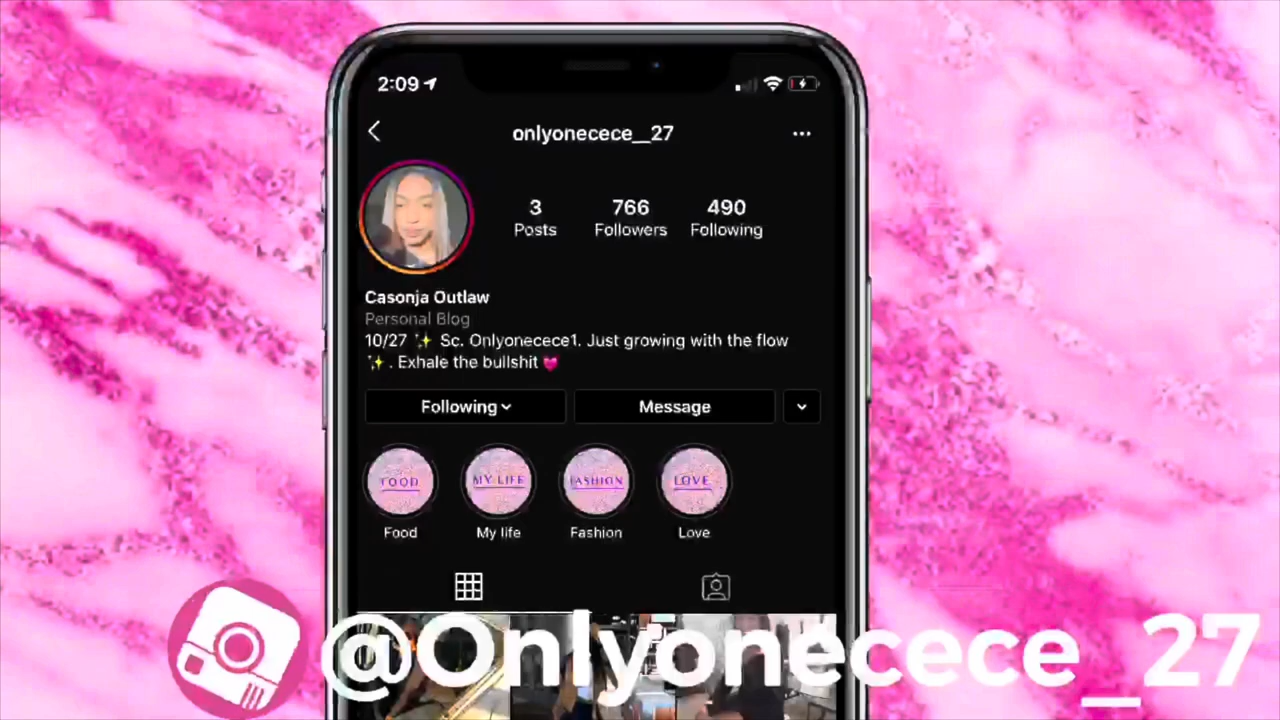 2:09
onlyonecece__27
3
Posts
766
Followers
490
Following
Casonja Outlaw
Personal Blog
10/27 ✨ Sc. Onlyonecece1. Just growing with the flow
✨ . Exhale the bullshit 💓
Following
Message
FOOD
MY LIFE
FASHION
LOVE
Food
My life
Fashion
Love
@Onlyonecece_27